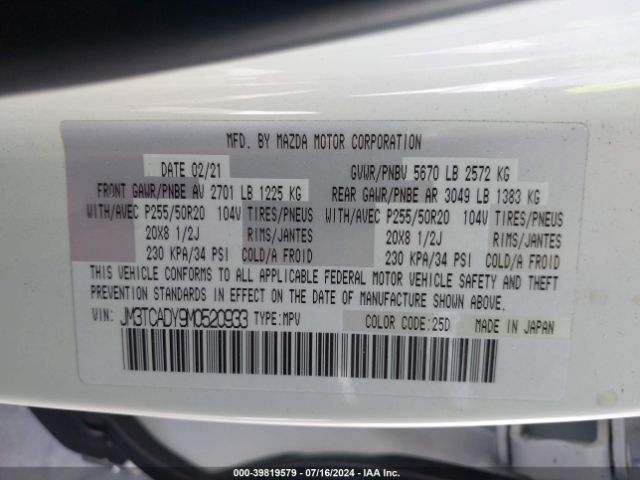 MFD. BY MAZDA MOTOR CORPORATION
DATE 02/21 GVWR/PNBV 5670 LB 2572 KG
FRONT GAWR/PNBE AV 2701 LB 1225 KG REAR GAWR/PNBE AR 3049 LB 1383 KG
WITH/AVEC P255/50R20 104V TIRES/PNEUS WITH/AVEC P255/50R20 104V TIRES/PNEUS
20X8 1/2J RIMS/JANTES 20X8 1/2J RIMS/JANTES
230 KPA/34 PSI COLD/A FROID 230 KPA/34 PSI COLD/A FROID
THIS VEHICLE CONFORMS TO ALL APPLICABLE FEDERAL MOTOR VEHICLE SAFETY AND THEFT
PREVENTION STANDARDS IN EFFECT ON THE DATE OF MANUFACTURE SHOWN ABOVE.
VIN: JM3TCADY9M0520933 TYPE:MPV COLOR CODE:25D MADE IN JAPAN
000-39819579 - 07/16/2024 - IAA Inc.